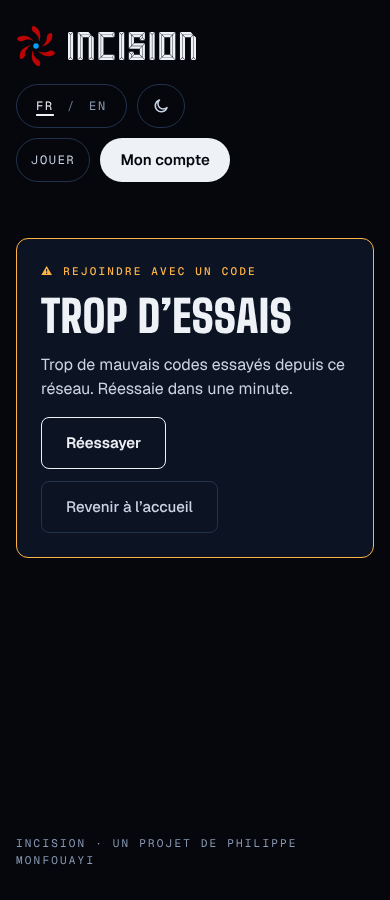 INCISION
FR / EN
JOUER Mon compte
⚠ REJOINDRE AVEC UN CODE
TROP D’ESSAIS
Trop de mauvais codes essayés depuis ce
réseau. Réessaie dans une minute.
Réessayer
Revenir à l’accueil
INCISION · UN PROJET DE PHILIPPE
MONFOUAYI